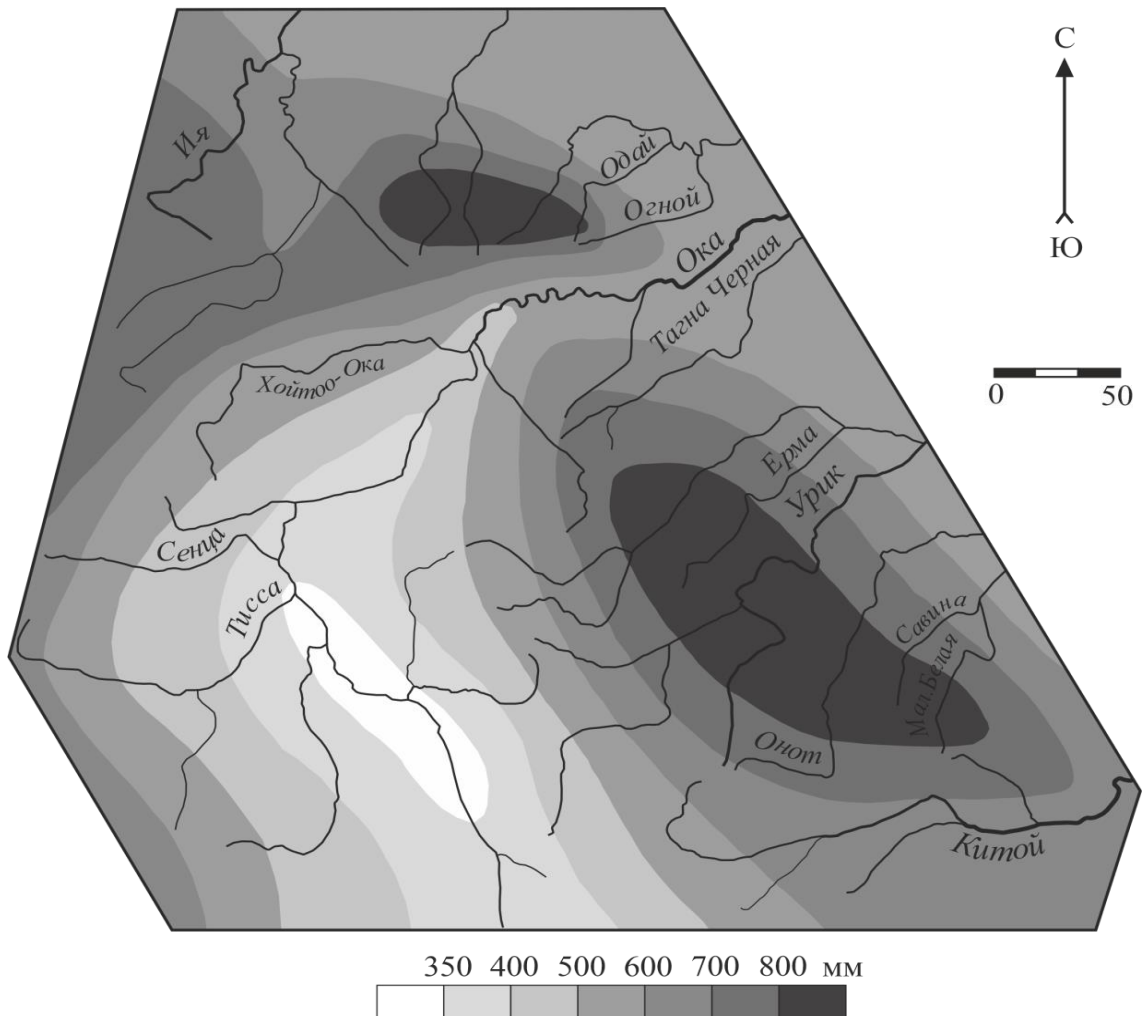 С
Ия
Одай
Огной
Ю
Ока
Тагна Черная
Хойтоо-Ока
0 50
Ерма
Урик
Сенца
Тисса
Савина
Мал.Белая
Онот
Китой
350 400 500 600 700 800 мм